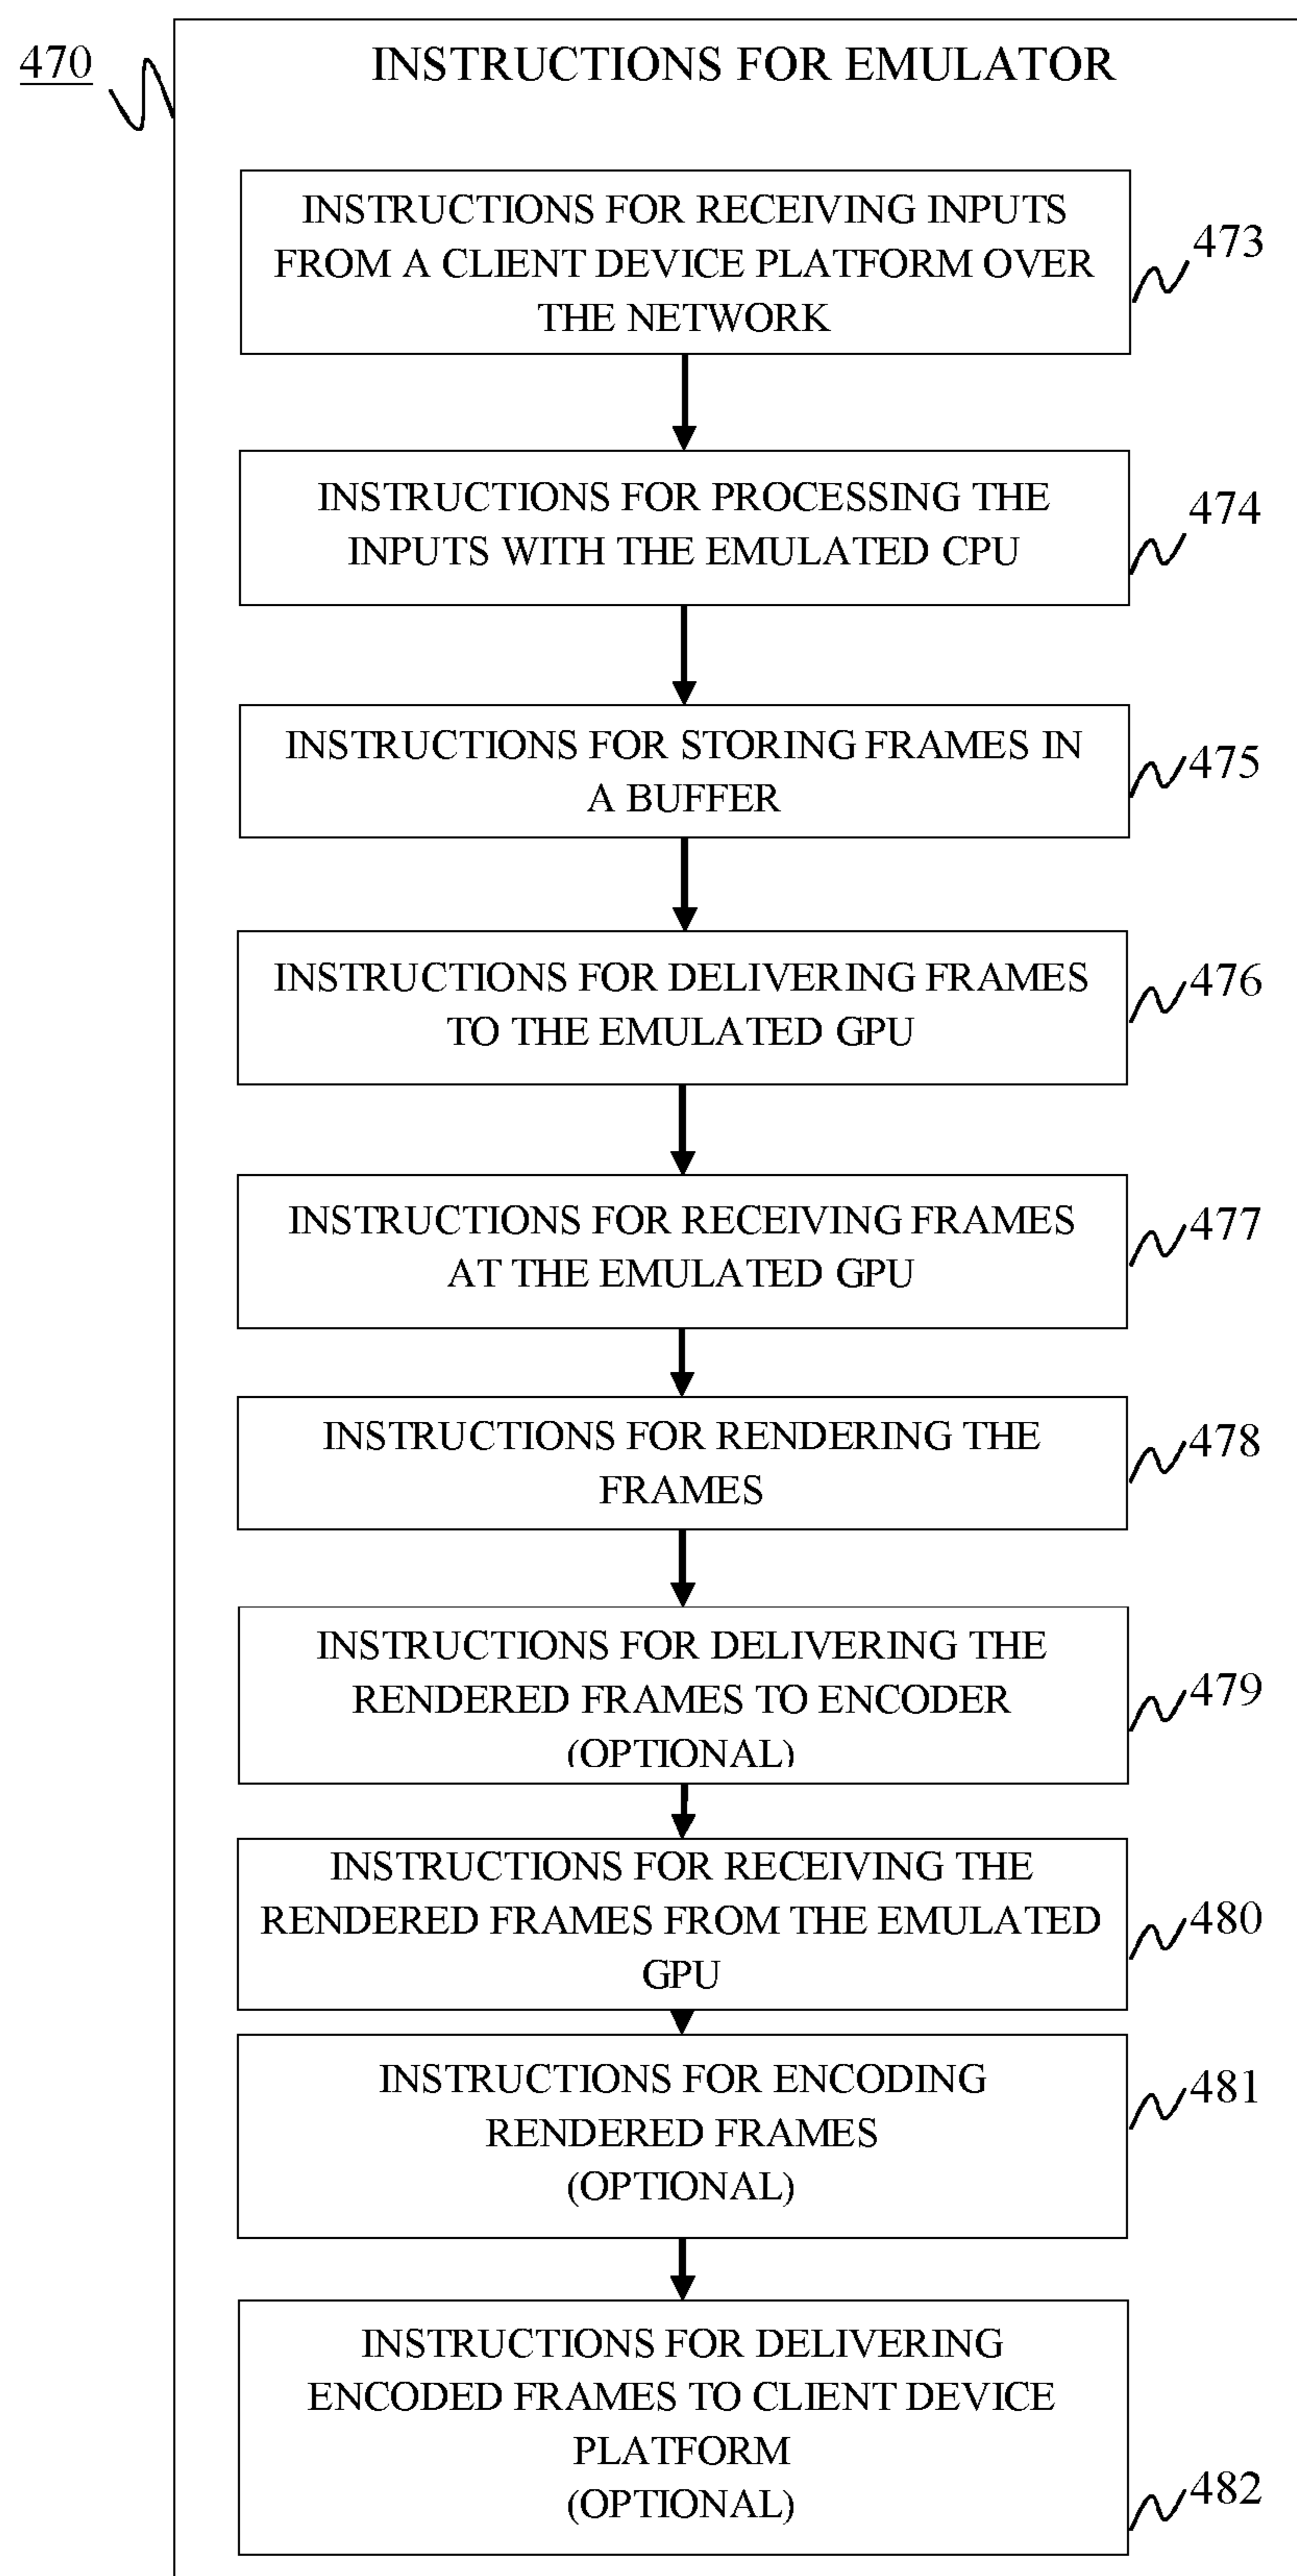 470
INSTRUCTIONS FOR EMULATOR
INSTRUCTIONS FOR RECEIVING INPUTS
FROM A CLIENT DEVICE PLATFORM OVER
THE NETWORK
473
INSTRUCTIONS FOR PROCESSING THE
INPUTS WITH THE EMULATED CPU
474
INSTRUCTIONS FOR STORING FRAMES IN
A BUFFER
475
INSTRUCTIONS FOR DELIVERING FRAMES
TO THE EMULATED GPU
476
INSTRUCTIONS FOR RECEIVING FRAMES
AT THE EMULATED GPU
477
INSTRUCTIONS FOR RENDERING THE
FRAMES
478
INSTRUCTIONS FOR DELIVERING THE
RENDERED FRAMES TO ENCODER
(OPTIONAL)
479
INSTRUCTIONS FOR RECEIVING THE
RENDERED FRAMES FROM THE EMULATED
GPU
480
INSTRUCTIONS FOR ENCODING
RENDERED FRAMES
(OPTIONAL)
481
INSTRUCTIONS FOR DELIVERING
ENCODED FRAMES TO CLIENT DEVICE
PLATFORM
(OPTIONAL)
482